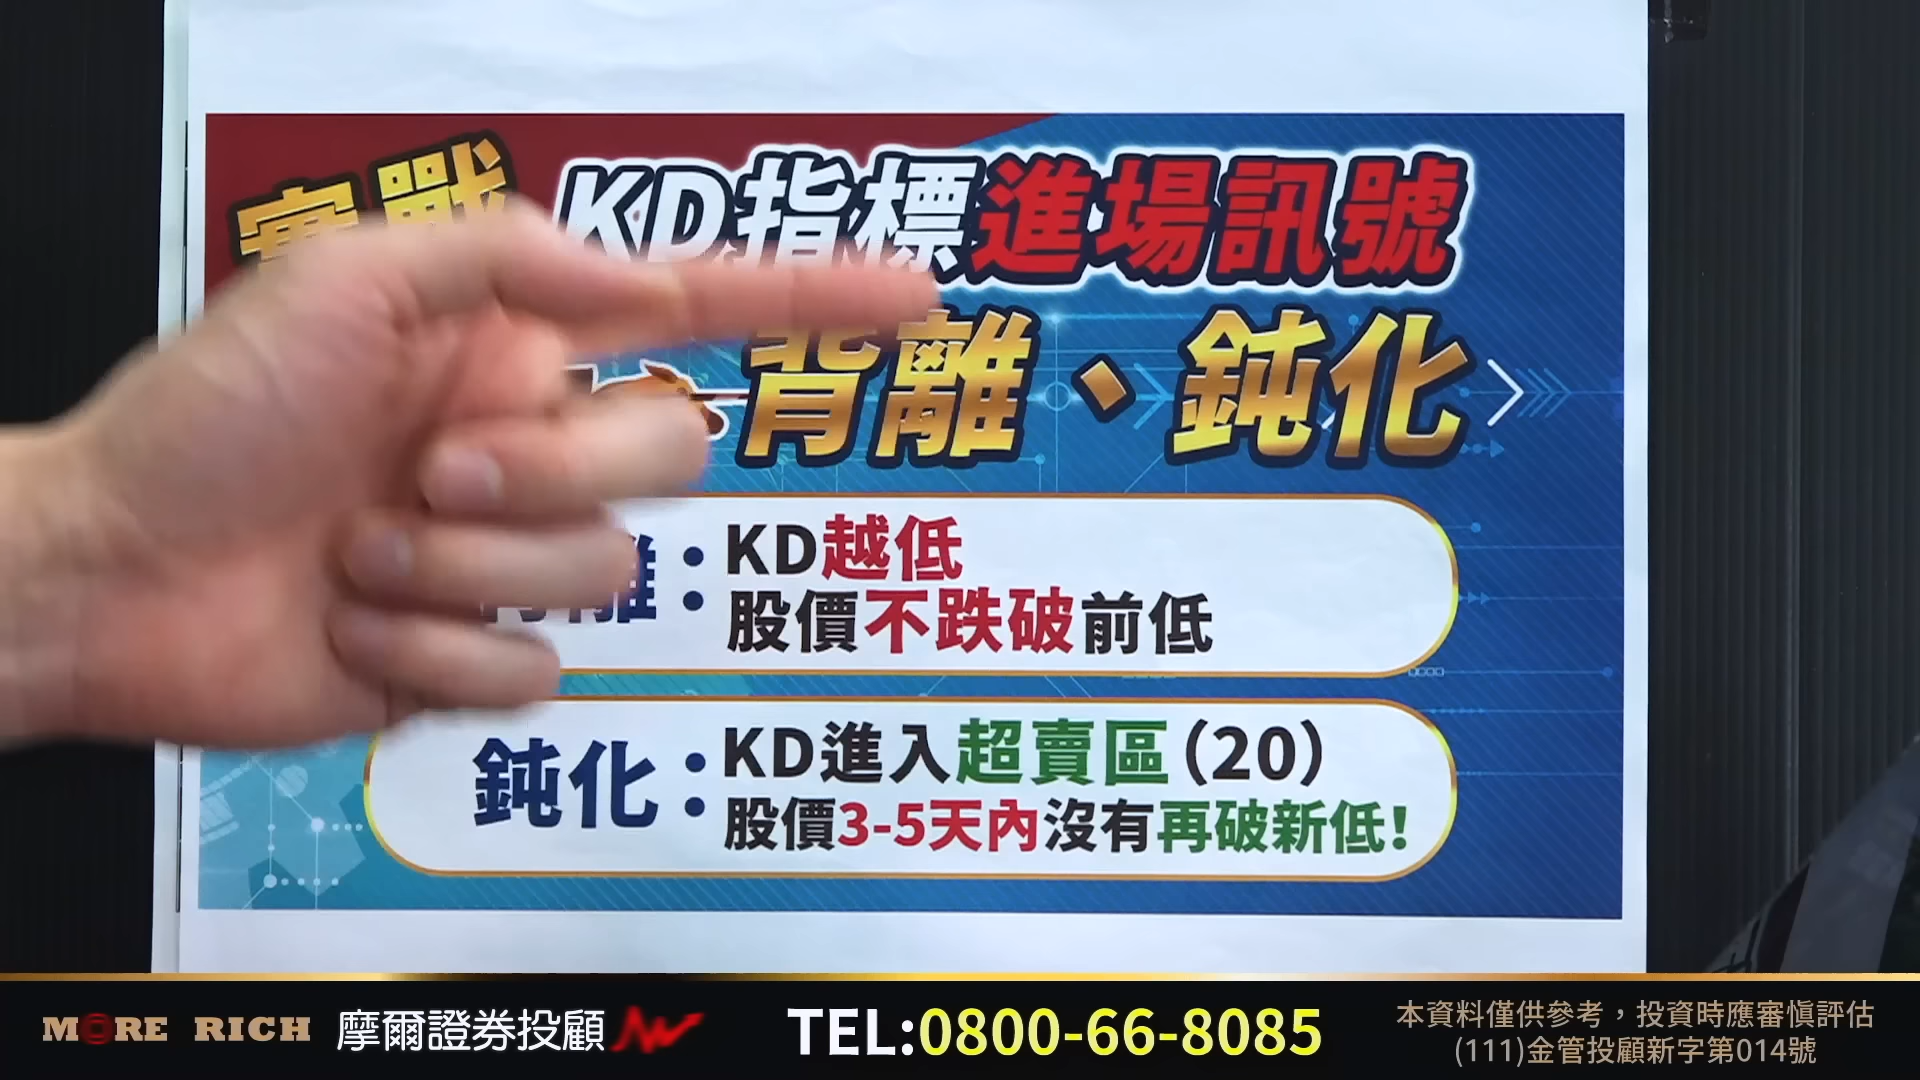 實戰 KD指標進場訊號
背離、鈍化
背離：KD越低
股價不跌破前低
鈍化：KD進入超賣區(20)
股價3-5天內沒有再破新低!
MORE RICH 摩爾證券投顧
TEL:0800-66-8085
本資料僅供參考，投資時應審慎評估
(111)金管投顧新字第014號